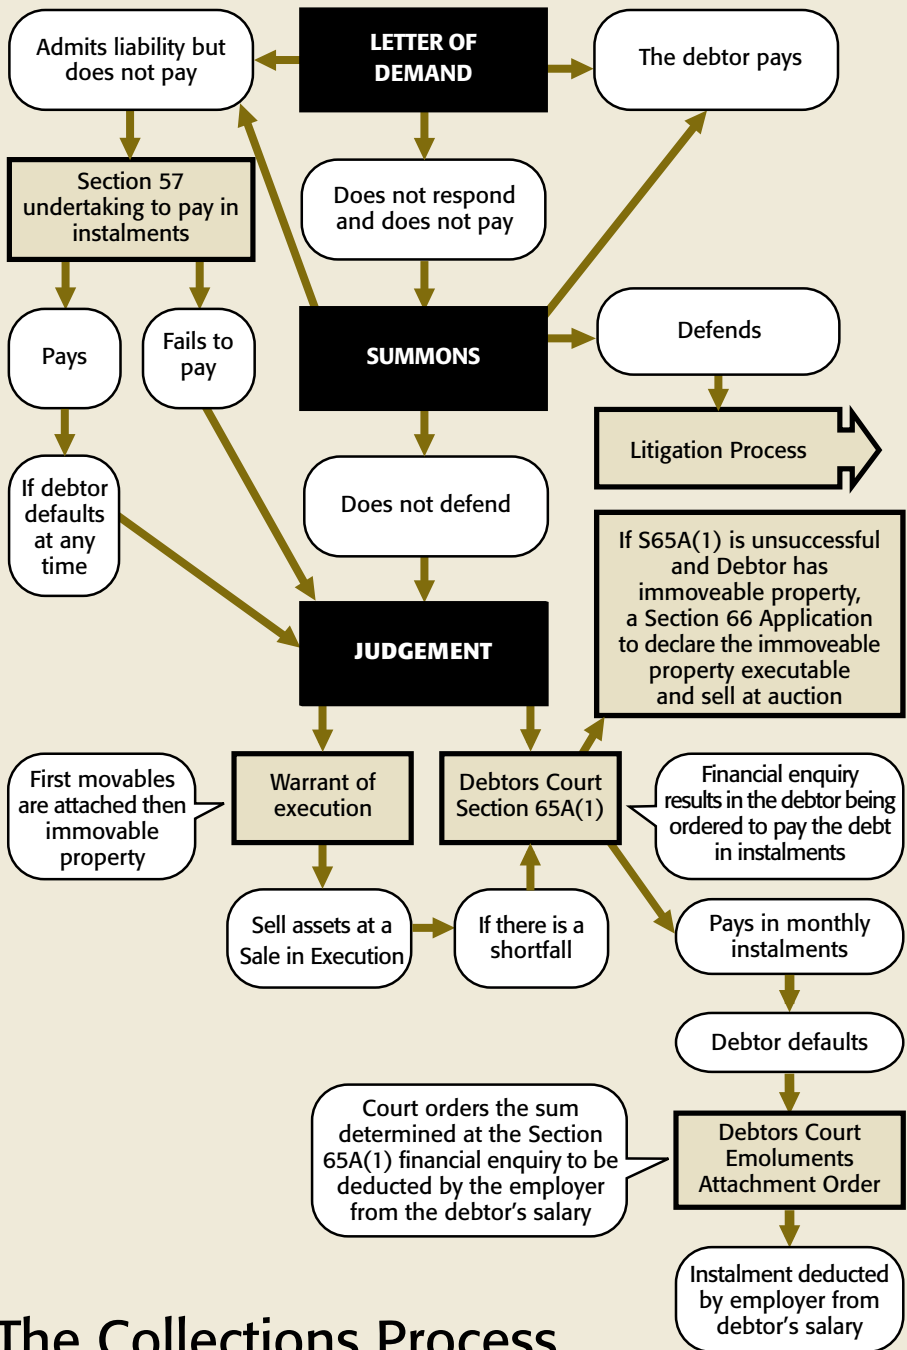 Admits liability but
does not pay
LETTER OF
DEMAND
The debtor pays
Section 57
undertaking to pay in
instalments
Does not respond
and does not pay
Pays
Fails to
pay
SUMMONS
Defends
Litigation Process
If debtor
defaults
at any
time
Does not defend
If S65A(1) is unsuccessful
and Debtor has
immoveable property,
a Section 66 Application
to declare the immoveable
property executable
and sell at auction
JUDGEMENT
First movables
are attached then
immovable
property
Warrant of
execution
Debtors Court
Section 65A(1)
Financial enquiry
results in the debtor being
ordered to pay the debt
in instalments
Sell assets at a
Sale in Execution
If there is a
shortfall
Pays in monthly
instalments
Debtor defaults
Court orders the sum
determined at the Section
65A(1) financial enquiry to be
deducted by the employer
from the debtor's salary
Debtors Court
Emoluments
Attachment Order
Instalment deducted
by employer from
debtor's salary
The Collections Process